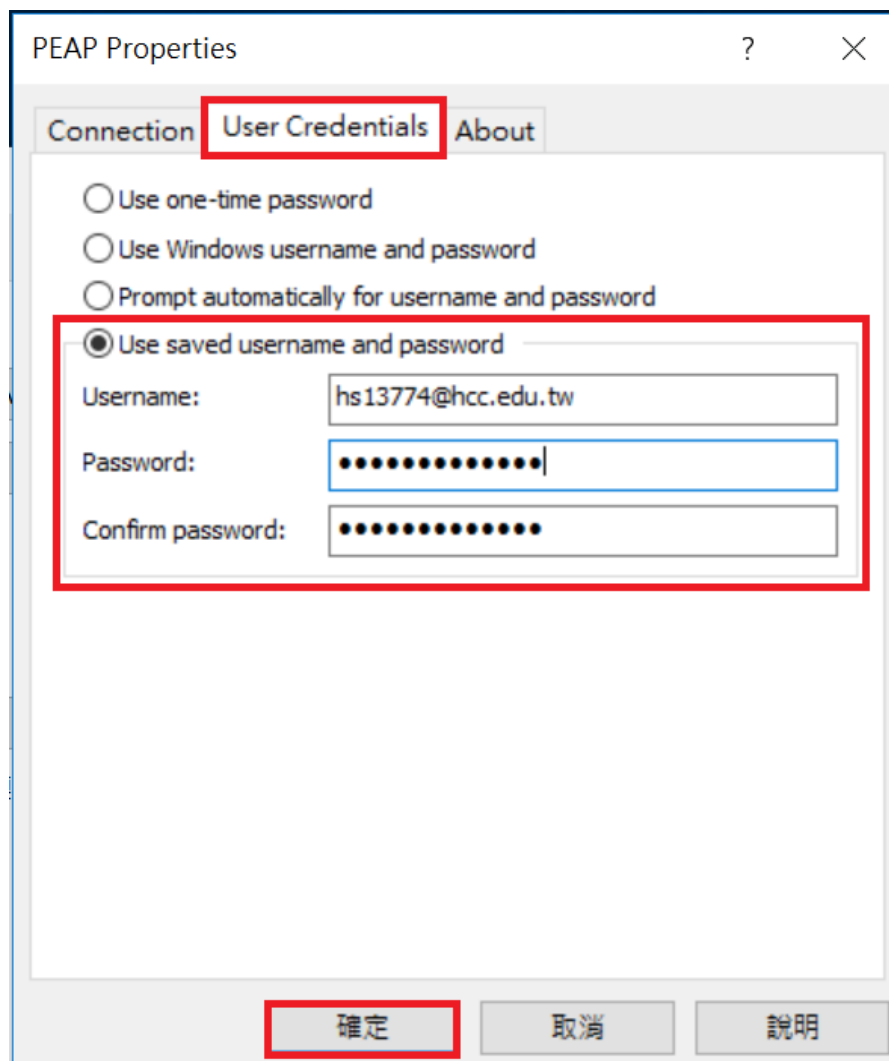 PEAP Properties
Connection User Credentials About
Use one-time password
Use Windows username and password
Prompt automatically for username and password
Use saved username and password
Username: hs13774@hcc.edu.tw
Password: •••••••••••••
Confirm password: •••••••••••••
確定 取消 說明